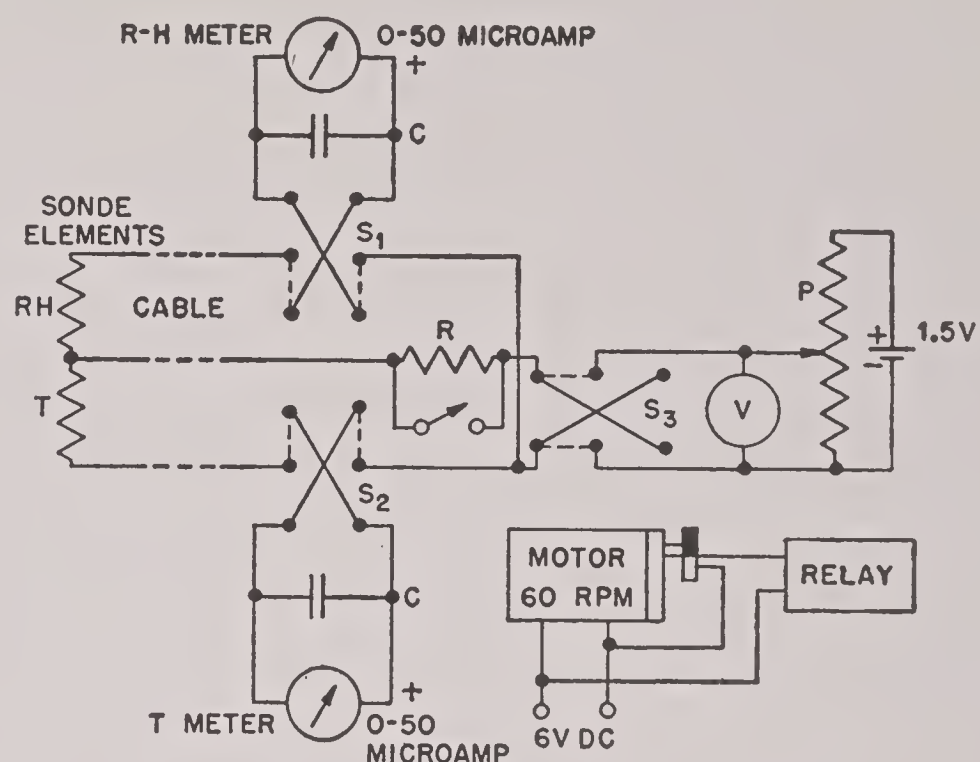 R-H METER 0-50 MICROAMP
+
C
SONDE
ELEMENTS
S1
RH
CABLE
R
P
+
1.5V
-
T
V
S3
S2
MOTOR
60 RPM
RELAY
C
+
T METER 0-50
MICROAMP
6V DC